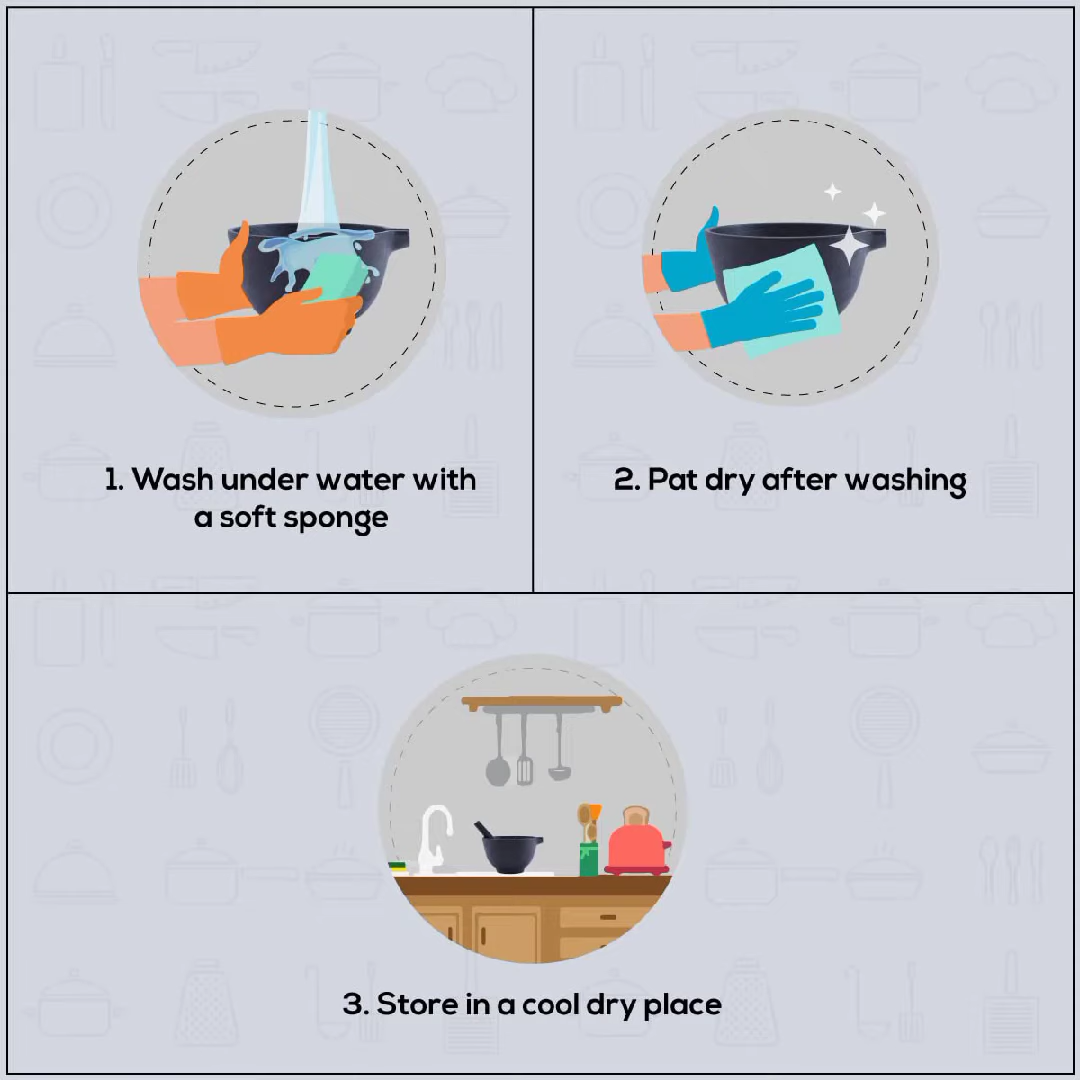 1. Wash under water with
a soft sponge
2. Pat dry after washing
3. Store in a cool dry place